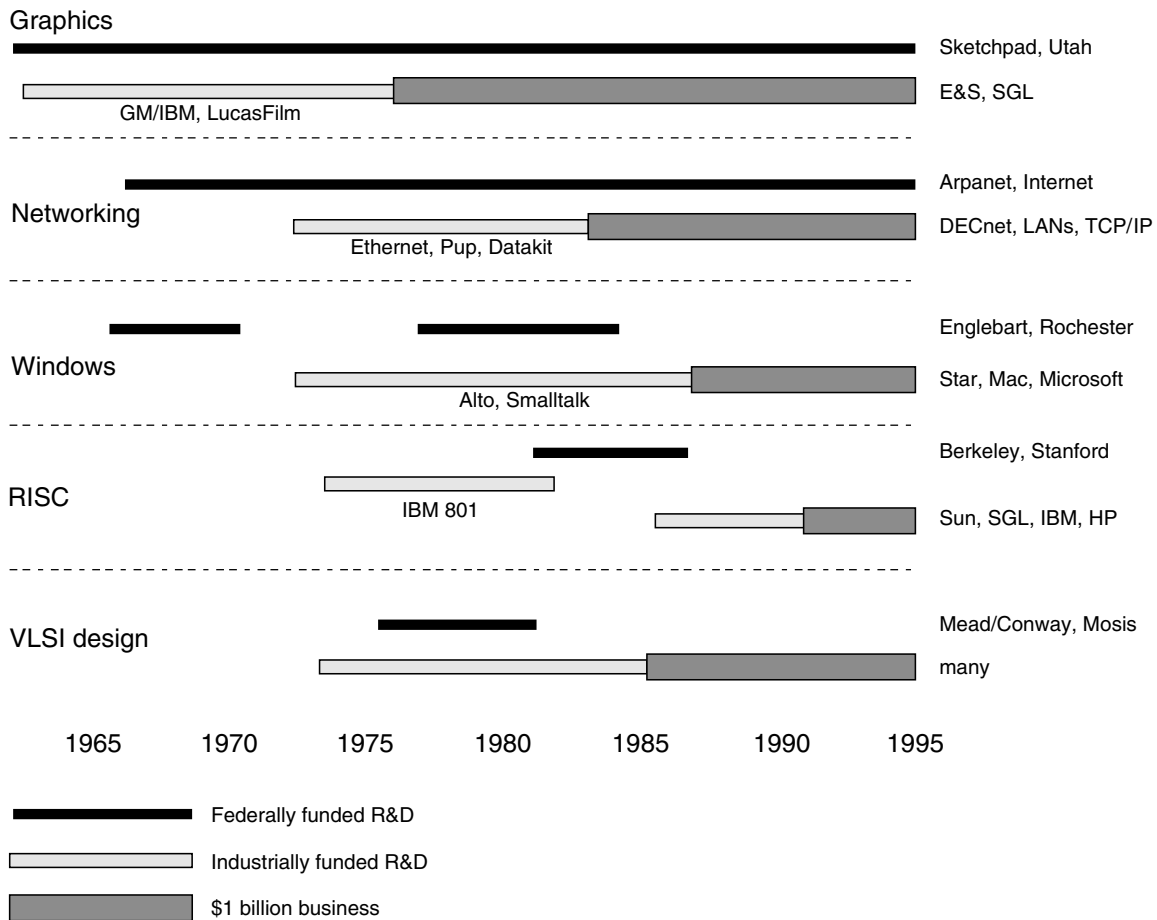 Graphics
Sketchpad, Utah
E&S, SGL
GM/IBM, LucasFilm
Arpanet, Internet
Networking
DECnet, LANs, TCP/IP
Ethernet, Pup, Datakit
Englebart, Rochester
Windows
Star, Mac, Microsoft
Alto, Smalltalk
Berkeley, Stanford
RISC
IBM 801
Sun, SGL, IBM, HP
Mead/Conway, Mosis
VLSI design
many
1965 1970 1975 1980 1985 1990 1995
Federally funded R&D
Industrially funded R&D
$1 billion business